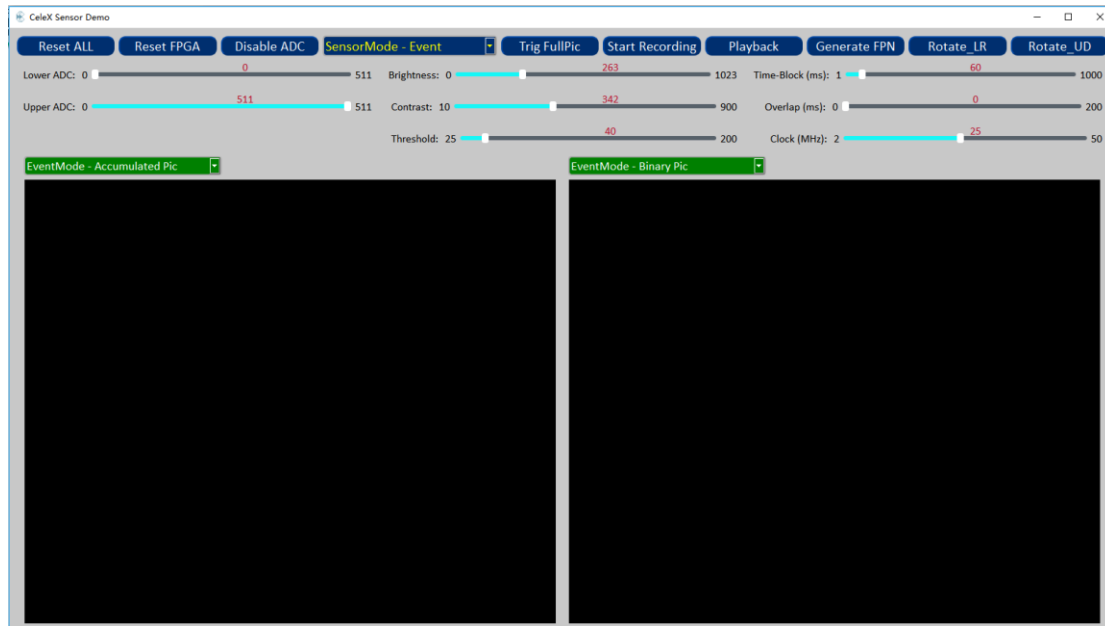 CeleX Sensor Demo
Reset ALL Reset FPGA Disable ADC SensorMode - Event Trig FullPic Start Recording Playback Generate FPN Rotate_LR Rotate_UD
Lower ADC: 0 0 511 Brightness: 0 263 1023 Time-Block (ms): 1 60 1000
Upper ADC: 0 511 511 Contrast: 10 342 900 Overlap (ms): 0 0 200
Threshold: 25 40 200 Clock (MHz): 2 25 50
EventMode - Accumulated Pic EventMode - Binary Pic